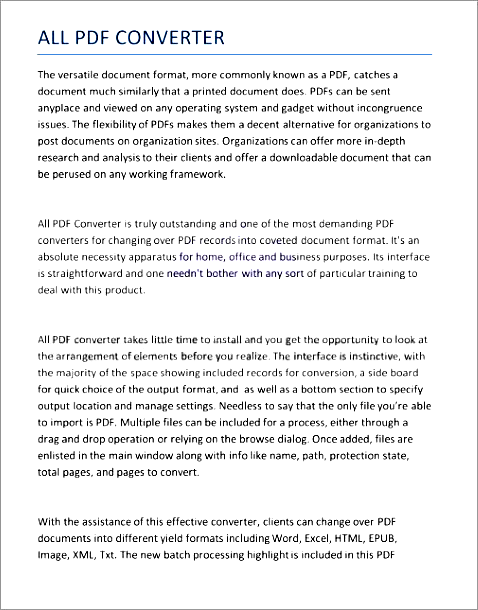 ALL PDF CONVERTER
The versatile document format, more commonly known as a PDF, catches a
document much similarly that a printed document does. PDFs can be sent
anyplace and viewed on any operating system and gadget without incongruence
issues. The flexibility of PDFs makes them a decent alternative for organizations to
post documents on organization sites. Organizations can offer more in-depth
research and analysis to their clients and offer a downloadable document that can
be perused on any working framework.
All PDF Converter is truly outstanding and one of the most demanding PDF
converters for changing over PDF records into coveted document format. It's an
absolute necessity apparatus for home, office and business purposes. Its interface
is straightforward and one needn't bother with any sort of particular training to
deal with this product.
All PDF converter takes little time to install and you get the opportunity to look at
the arrangement of elements before you realize. The interface is instinctive, with
the majority of the space showing included records for conversion, a side board
for quick choice of the output format, and as well as a bottom section to specify
output location and manage settings. Needless to say that the only file you're able
to import is PDF. Multiple files can be included for a process, either through a
drag and drop operation or relying on the browse dialog. Once added, files are
enlisted in the main window along with info like name, path, protection state,
total pages, and pages to convert.
With the assistance of this effective converter, clients can change over PDF
documents into different yield formats including Word, Excel, HTML, EPUB,
Image, XML, Txt. The new batch processing highlight is included in this PDF